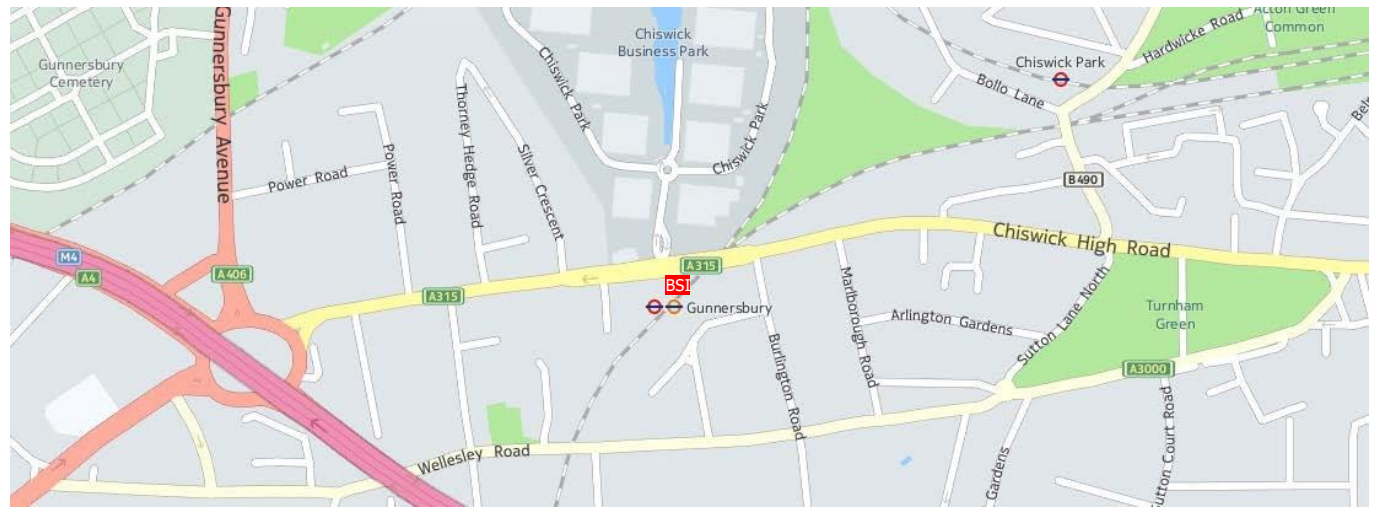 Gunnersbury Avenue
Gunnersbury
Cemetery
Chiswick
Business Park
Chiswick Park
Chiswick Park
Chiswick Park
Hardwicke Road
Acton Green
Common
Bollo Lane
Thorney Hedge Road
Silver Crescent
Power Road
Power Road
B490
Chiswick High Road
M4
A4
A406
A315
A315
BSI
Gunnersbury
Marlborough Road
Arlington Gardens
Sutton Lane North
Turnham
Green
Burlington Road
A3000
Wellesley Road
Gardens
utton Court Road